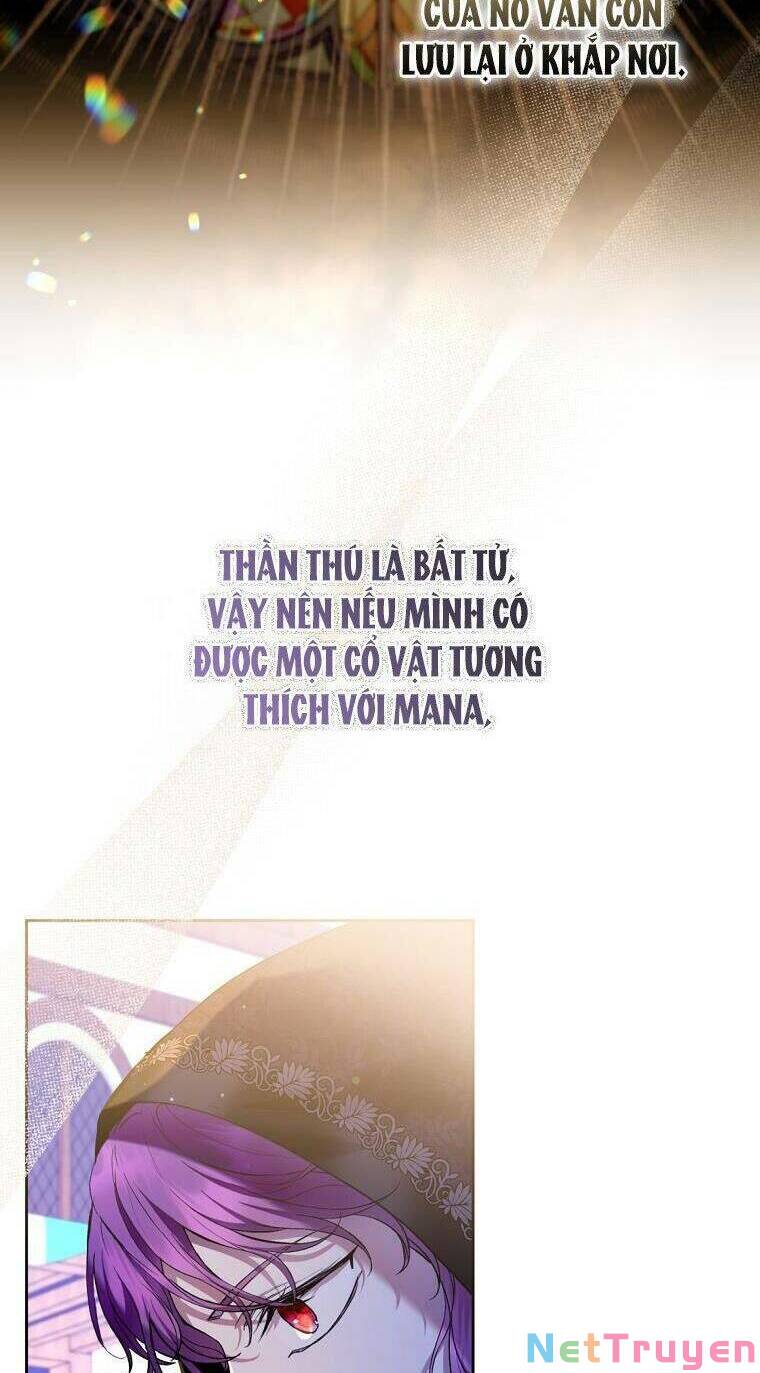 CỦA NÓ VẪN CÒN
LƯU LẠI Ở KHẮP NƠI.
THẦN THÚ LÀ BẤT TỬ,
VẬY NÊN NẾU MÌNH CÓ
ĐƯỢC MỘT CỔ VẬT TƯƠNG
THÍCH VỚI MANA,
NetTruyen